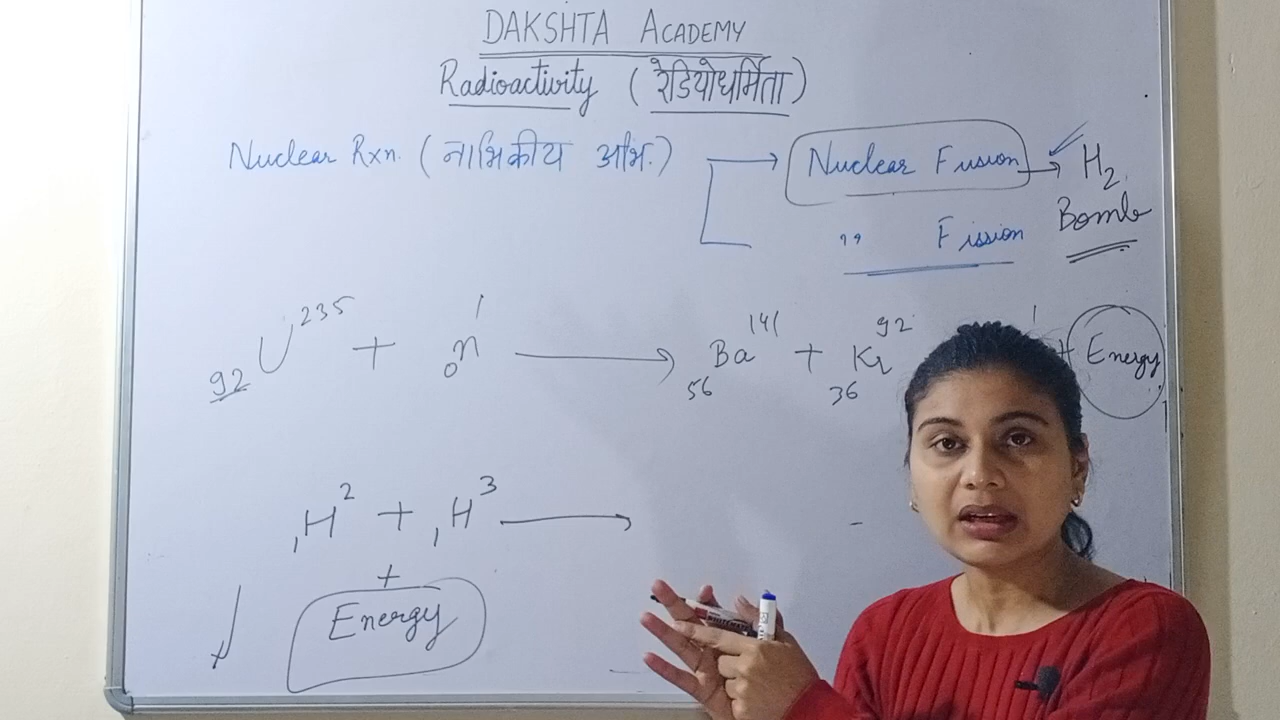 DAKSHTA ACADEMY
Radioactivity (रेडियोधर्मिता)
Nuclear Rxn. (नाभिकीय अभि.) → Nuclear Fusion → H₂
Bomb
" Fission
₉₂U²³⁵ + ₀n¹ → ₅₆Ba¹⁴¹ + ₃₆Kr⁹² ¹ + Energy
₁H² + ₁H³ →
+
Energy